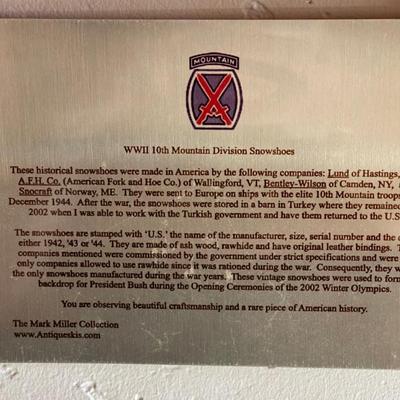 MOUNTAIN
WWII 10th Mountain Division Snowshoes
These historical snowshoes were made in America by the following companies: Lund of Hastings,
A.F.H. Co. (American Fork and Hoe Co.) of Wallingford, VT, Bentley-Wilson of Camden, NY,
Snocraft of Norway, ME. They were sent to Europe on ships with the elite 10th Mountain troops
December 1944. After the war, the snowshoes were stored in a barn in Turkey where they remained
2002 when I was able to work with the Turkish government and have them returned to the U.S.
The snowshoes are stamped with 'U.S.' the name of the manufacturer, size, serial number and the
either 1942, '43 or '44. They are made of ash wood, rawhide and have original leather bindings. T
companies mentioned were commissioned by the government under strict specifications and were
only companies allowed to use rawhide since it was rationed during the war. Consequently, they w
the only snowshoes manufactured during the war years. These vintage snowshoes were used to form
backdrop for President Bush during the Opening Ceremonies of the 2002 Winter Olympics.
You are observing beautiful craftsmanship and a rare piece of American history.
The Mark Miller Collection
www.Antiqueskis.com